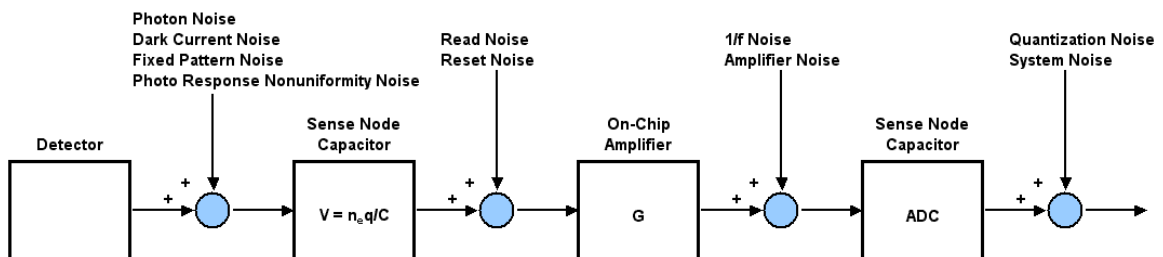 Photon Noise
Dark Current Noise
Fixed Pattern Noise
Photo Response Nonuniformity Noise
Read Noise
Reset Noise
1/f Noise
Amplifier Noise
Quantization Noise
System Noise
Detector
Sense Node
Capacitor
On-Chip
Amplifier
Sense Node
Capacitor
+
+
V = nₑq/C
+
+
G
+
+
ADC
+
+